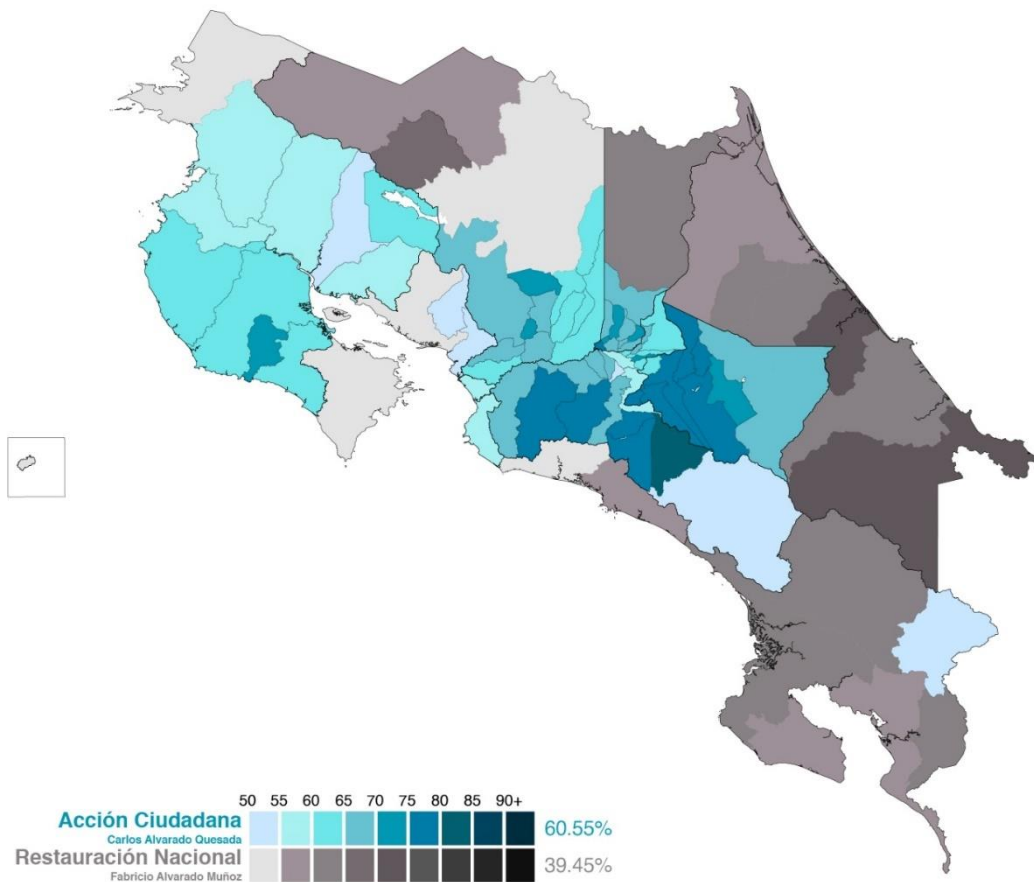 50 55 60 65 70 75 80 85 90+
Acción Ciudadana
Carlos Alvarado Quesada
60.55%
Restauración Nacional
Fabricio Alvarado Muñoz
39.45%